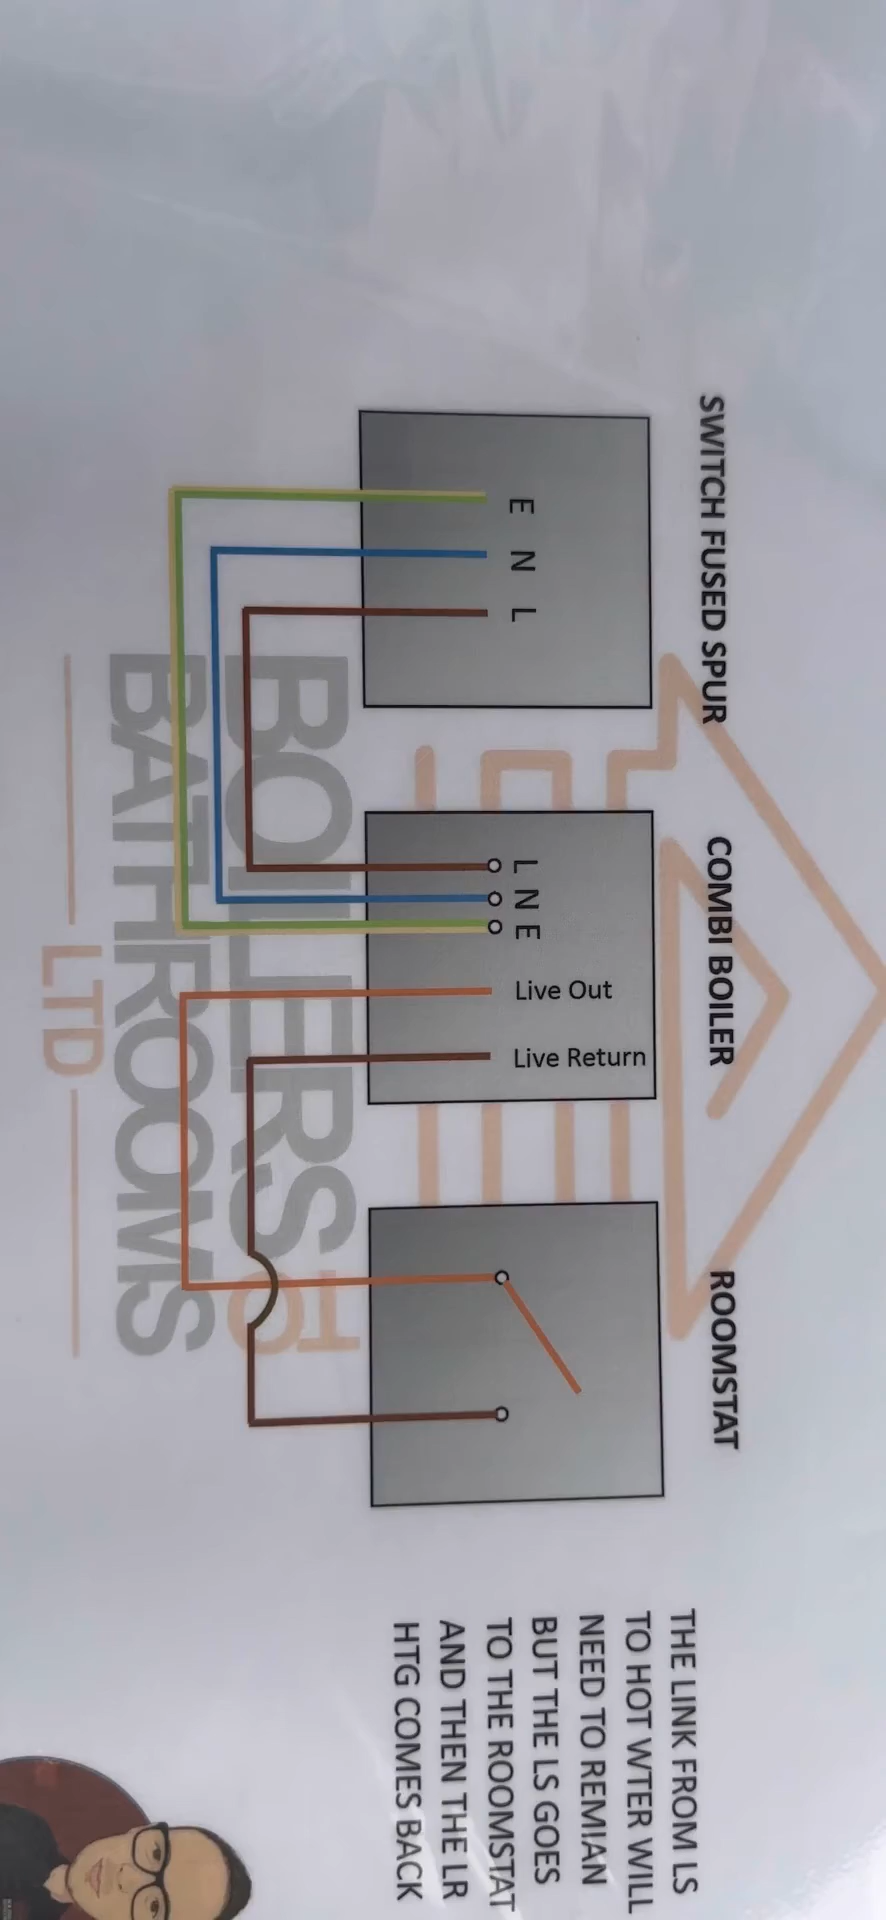 SWITCH FUSED SPUR
COMBI BOILER
ROOMSTAT
E N L
L N E
Live Out
Live Return
THE LINK FROM LS
TO HOT WTER WILL
NEED TO REMIAN
BUT THE LS GOES
TO THE ROOMSTAT
AND THEN THE LR
HTG COMES BACK
BOILERS TO
BATHROOMS
LTD